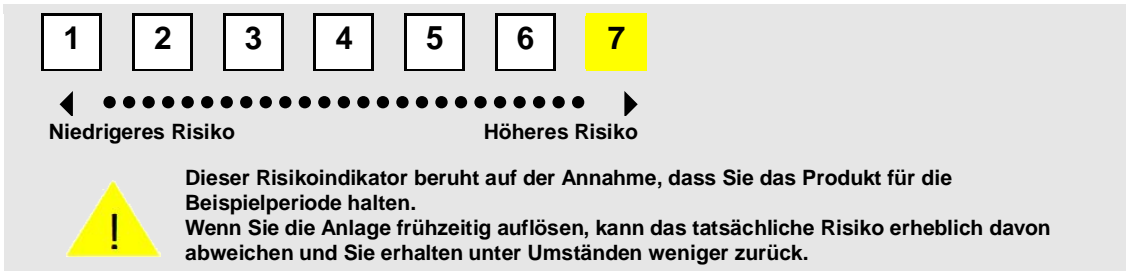 1 2 3 4 5 6 7
Niedrigeres Risiko Höheres Risiko
Dieser Risikoindikator beruht auf der Annahme, dass Sie das Produkt für die
Beispielperiode halten.
Wenn Sie die Anlage frühzeitig auflösen, kann das tatsächliche Risiko erheblich davon
abweichen und Sie erhalten unter Umständen weniger zurück.
!